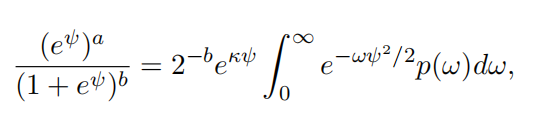 \frac{(e^{\psi})^a}{(1 + e^{\psi})^b} = 2^{-b} e^{\kappa\psi} \int_0^{\infty} e^{-\omega\psi^2/2} p(\omega) d\omega,